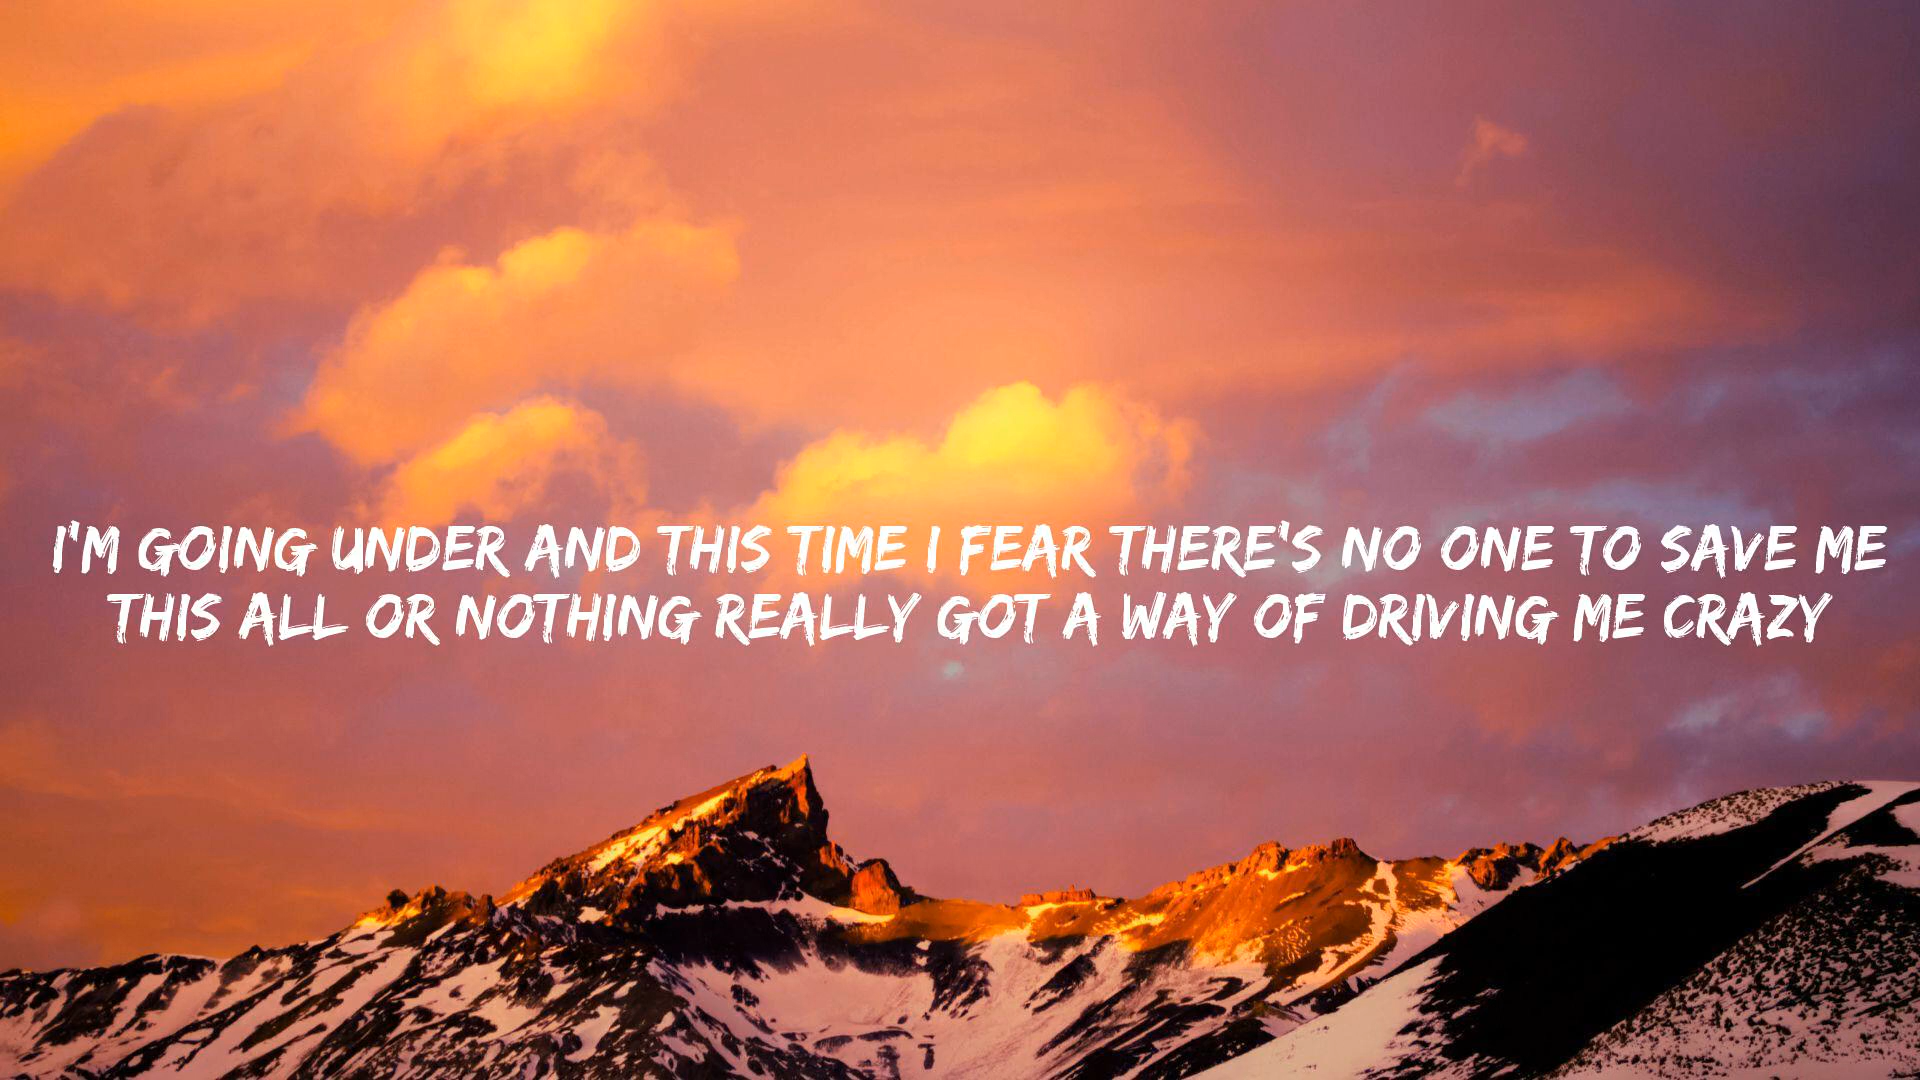 I'M GOING UNDER AND THIS TIME I FEAR THERE'S NO ONE TO SAVE ME
THIS ALL OR NOTHING REALLY GOT A WAY OF DRIVING ME CRAZY